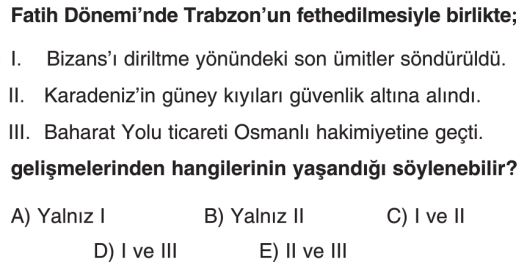 Fatih Dönemi’nde Trabzon’un fethedilmesiyle birlikte;
I. Bizans’ı diriltme yönündeki son ümitler söndürüldü.
II. Karadeniz’in güney kıyıları güvenlik altına alındı.
III. Baharat Yolu ticareti Osmanlı hakimiyetine geçti.
gelişmelerinden hangilerinin yaşandığı söylenebilir?
A) Yalnız I B) Yalnız II C) I ve II
D) I ve III E) II ve III